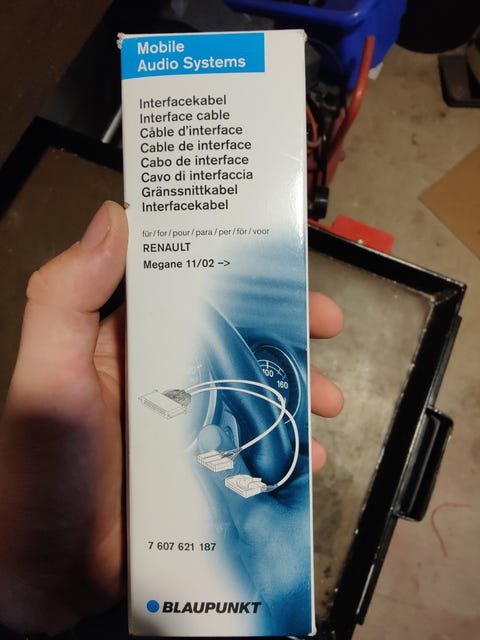 Mobile
Audio Systems
Interfacekabel
Interface cable
Câble d'interface
Cable de interface
Cabo de interface
Cavo di interfaccia
Gränssnittkabel
Interfacekabel
für / for / pour / para / per / för / voor
RENAULT
Megane 11/02 ->
100
160
7 607 621 187
BLAUPUNKT